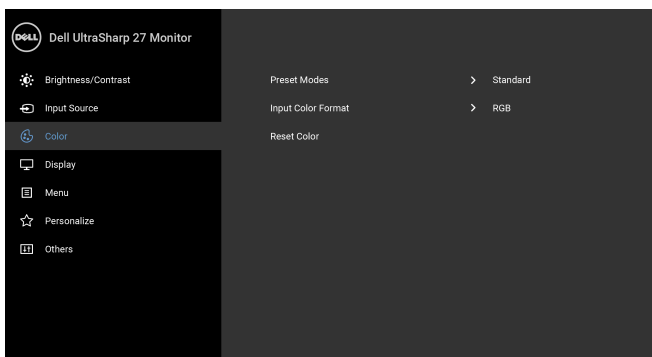 DELL Dell UltraSharp 27 Monitor
Brightness/Contrast
Preset Modes > Standard
Input Source
Input Color Format > RGB
Color
Reset Color
Display
Menu
Personalize
Others